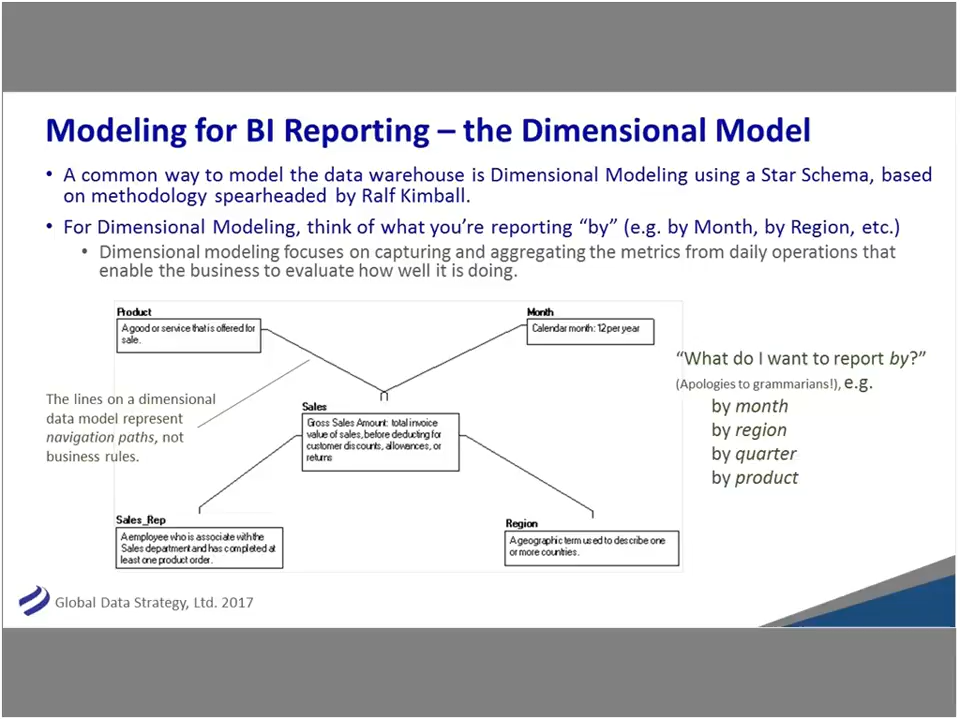 Modeling for BI Reporting – the Dimensional Model
• A common way to model the data warehouse is Dimensional Modeling using a Star Schema, based
on methodology spearheaded by Ralf Kimball.
• For Dimensional Modeling, think of what you're reporting “by” (e.g. by Month, by Region, etc.)
• Dimensional modeling focuses on capturing and aggregating the metrics from daily operations that
enable the business to evaluate how well it is doing.
Product
A good or service that is offered for
sale.
Month
Calendar month: 12 per year
The lines on a dimensional
data model represent
navigation paths, not
business rules.
Sales
Gross Sales Amount: total invoice
value of sales, before deducting for
customer discounts, allowances, or
returns
“What do I want to report by?”
(Apologies to grammarians!), e.g.
by month
by region
by quarter
by product
Sales_Rep
A employee who is associate with the
Sales department and has completed at
least one product order.
Region
A geographic term used to describe one
or more countries.
Global Data Strategy, Ltd. 2017